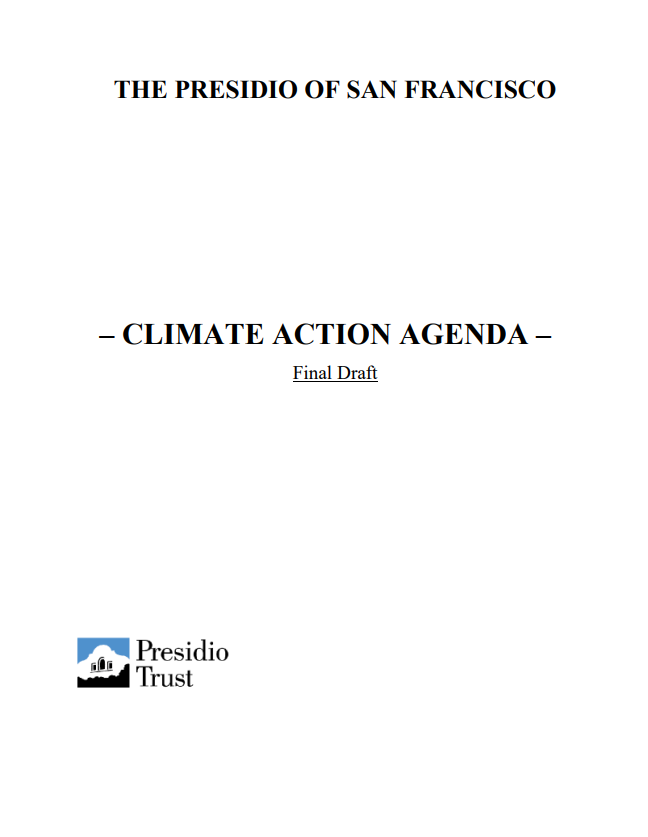 THE PRESIDIO OF SAN FRANCISCO
– CLIMATE ACTION AGENDA –
Final Draft
Presidio
Trust